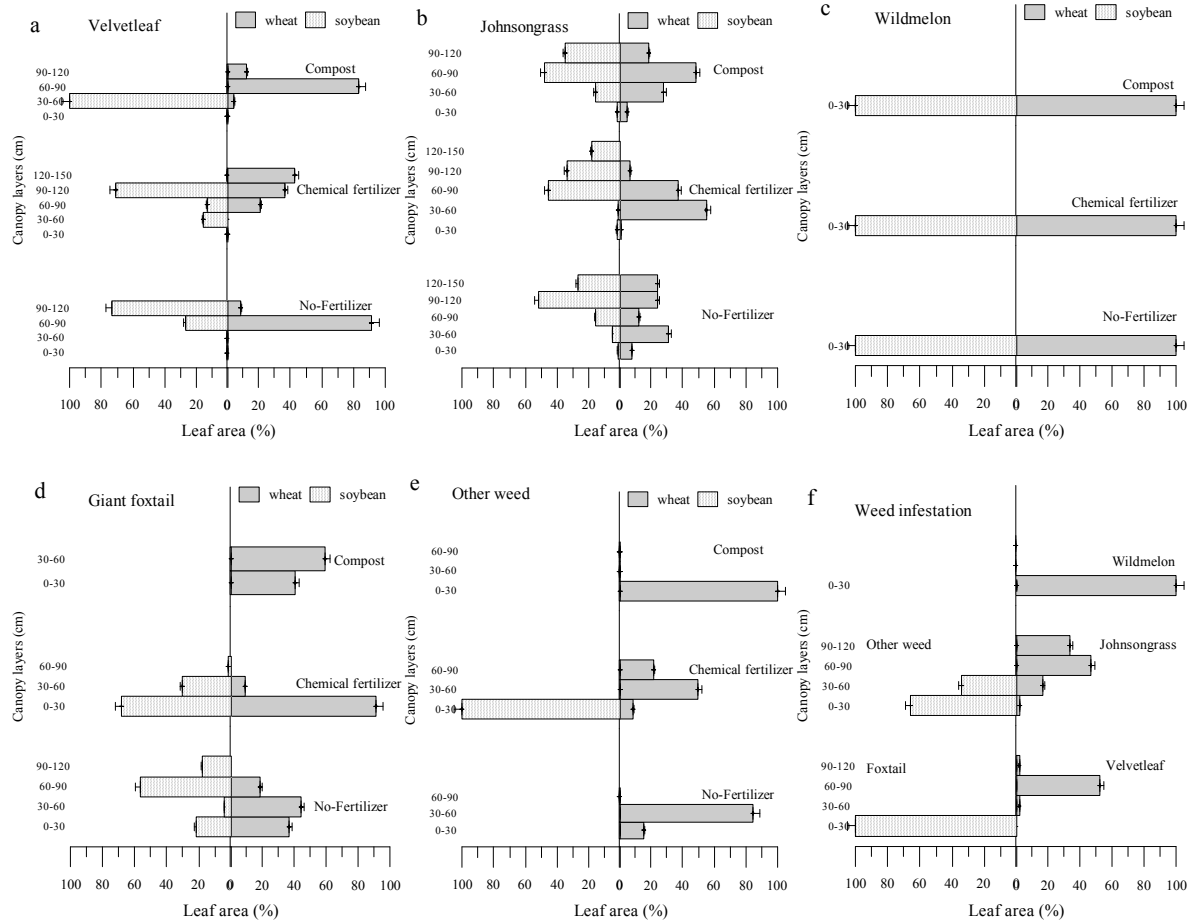 a
Velvetleaf
wheat soybean
90-120
60-90
30-60
0-30
Compost
120-150
90-120
60-90
30-60
0-30
Chemical fertilizer
90-120
60-90
30-60
0-30
No-Fertilizer
Canopy layers (cm)
100 80 60 40 20 0 0 20 40 60 80 100
Leaf area (%)
b
Johnsongrass
wheat soybean
90-120
60-90
30-60
0-30
Compost
120-150
90-120
60-90
30-60
0-30
Chemical fertilizer
120-150
90-120
60-90
30-60
0-30
No-Fertilizer
Canopy layers (cm)
100 80 60 40 20 0 0 20 40 60 80 100
Leaf area (%)
c
Wildmelon
wheat soybean
0-30
Compost
0-30
Chemical fertilizer
0-30
No-Fertilizer
Canopy layers (cm)
100 80 60 40 20 0 0 20 40 60 80 100
Leaf area (%)
d
Giant foxtail
wheat soybean
30-60
0-30
Compost
60-90
30-60
0-30
Chemical fertilizer
90-120
60-90
30-60
0-30
No-Fertilizer
Canopy layers (cm)
100 80 60 40 20 0 0 20 40 60 80 100
Leaf area (%)
e
Other weed
wheat soybean
60-90
30-60
0-30
Compost
60-90
30-60
0-30
Chemical fertilizer
60-90
30-60
0-30
No-Fertilizer
Canopy layers (cm)
100 80 60 40 20 0 0 20 40 60 80 100
Leaf area (%)
f
Weed infestation
0-30
Wildmelon
90-120
60-90
30-60
0-30
Other weed
Johnsongrass
90-120
60-90
30-60
0-30
Foxtail
Velvetleaf
Canopy layers (cm)
100 80 60 40 20 0 0 20 40 60 80 100
Leaf area (%)